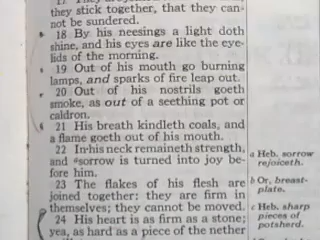 they stick together, that they can-
not be sundered.
18 By his neesings a light doth
shine, and his eyes are like the eye-
lids of the morning.
19 Out of his mouth go burning
lamps, and sparks of fire leap out.
20 Out of his nostrils goeth
smoke, as out of a seething pot or
caldron.
21 His breath kindleth coals, and
a flame goeth out of his mouth.
22 In his neck remaineth strength,
and a sorrow is turned into joy be-
fore him.
23 The flakes of his flesh are
joined together: they are firm in
themselves; they cannot be moved.
24 His heart is as firm as a stone;
yea, as hard as a piece of the nether
a Heb. sorrow
rejoiceth.
b Or, breast-
plate.
c Heb. sharp
pieces of
potsherd.